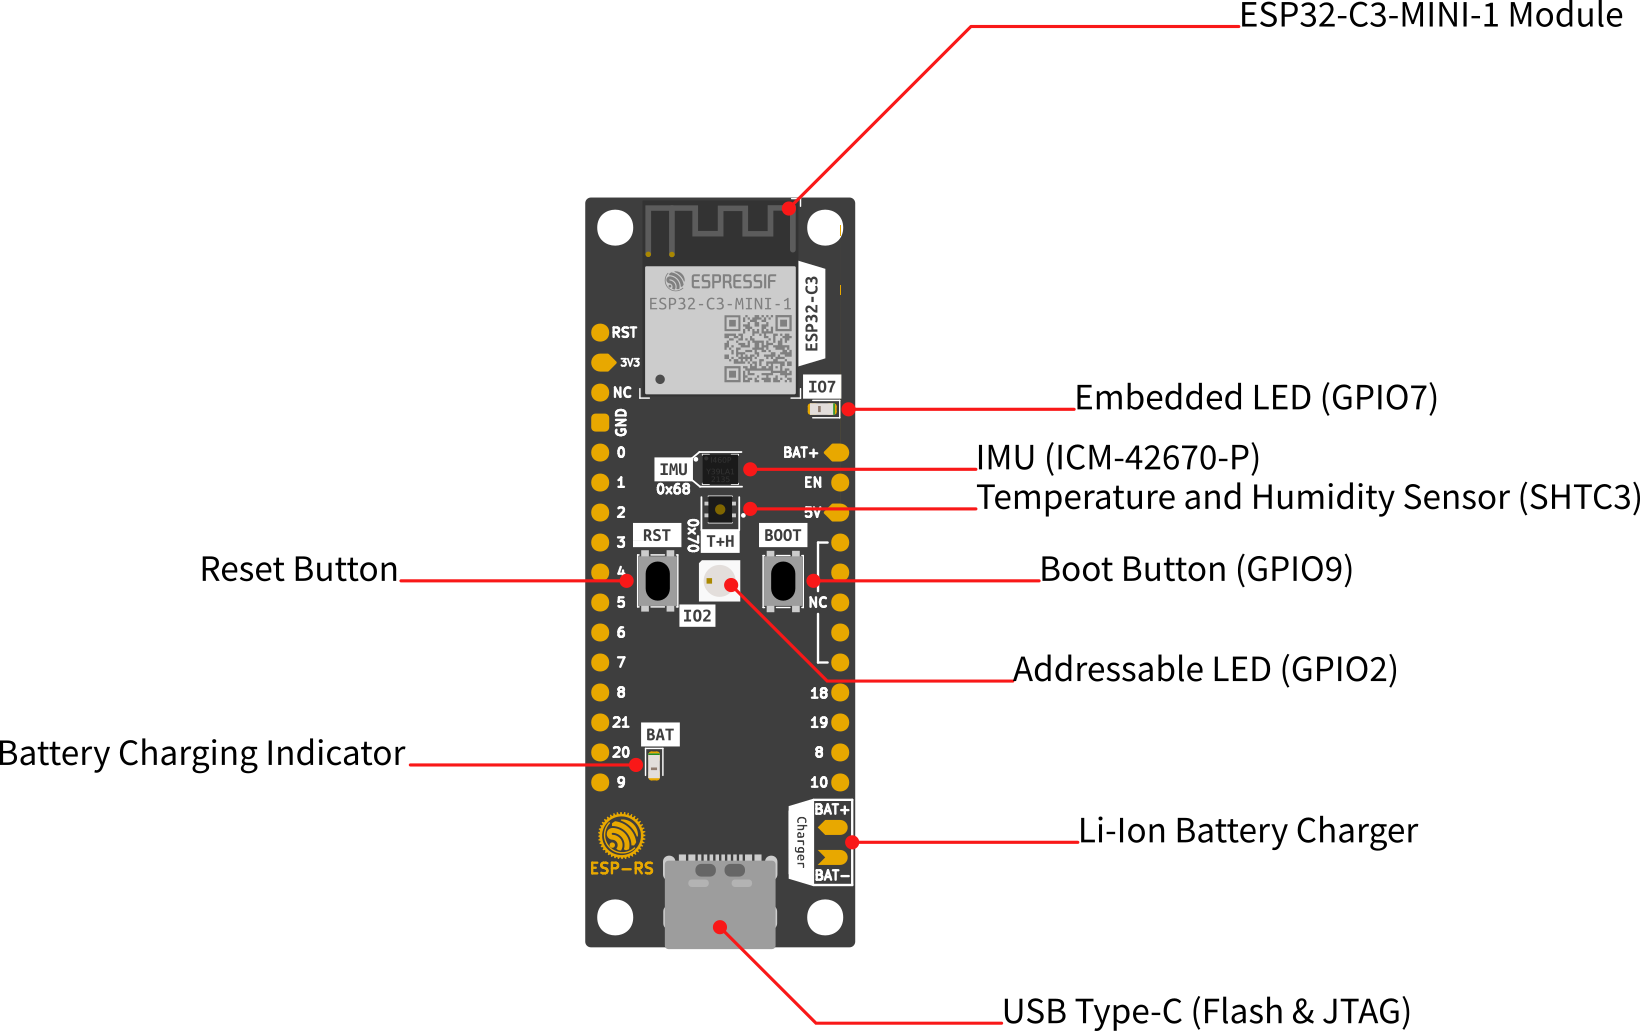 ESP32-C3-MINI-1 Module
ESPRESSIF
ESP32-C3-MINI-1
ESP32-C3
RST
3V3
NC
GND
0
1
2
3
4
5
6
7
8
21
20
9
IO7
Embedded LED (GPIO7)
BAT+
EN
5V
NC
18
19
8
10
IMU
0x68
IMU (ICM-42670-P)
Temperature and Humidity Sensor (SHTC3)
0x70
T+H
RST
BOOT
Reset Button
Boot Button (GPIO9)
IO2
Addressable LED (GPIO2)
BAT
Battery Charging Indicator
BAT+
Charger
BAT-
Li-Ion Battery Charger
ESP-RS
USB Type-C (Flash & JTAG)